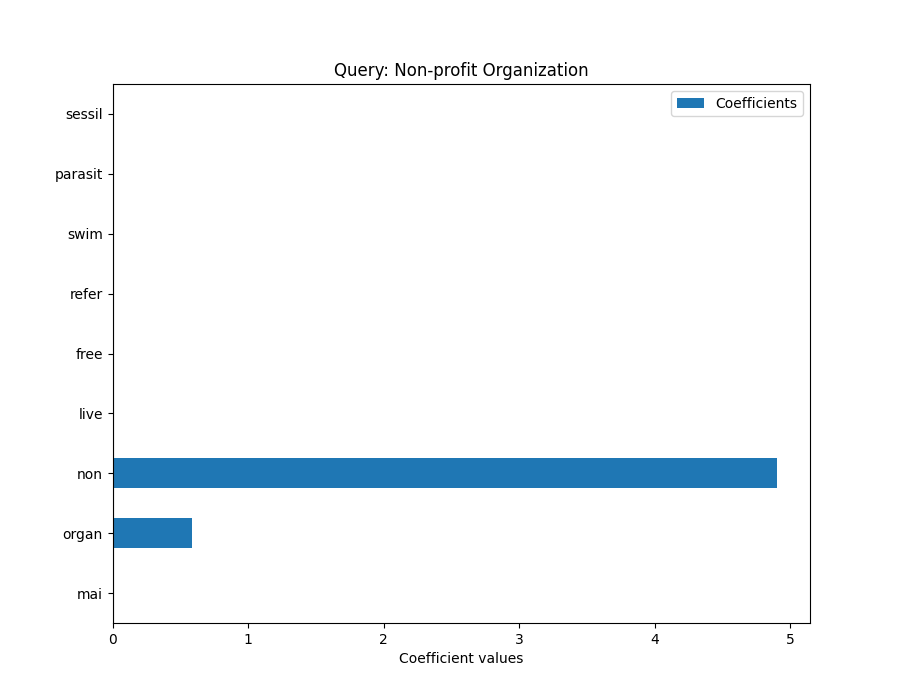 Query: Non-profit Organization
Coefficients
sessil
parasit
swim
refer
free
live
non
organ
mai
0 1 2 3 4 5
Coefficient values